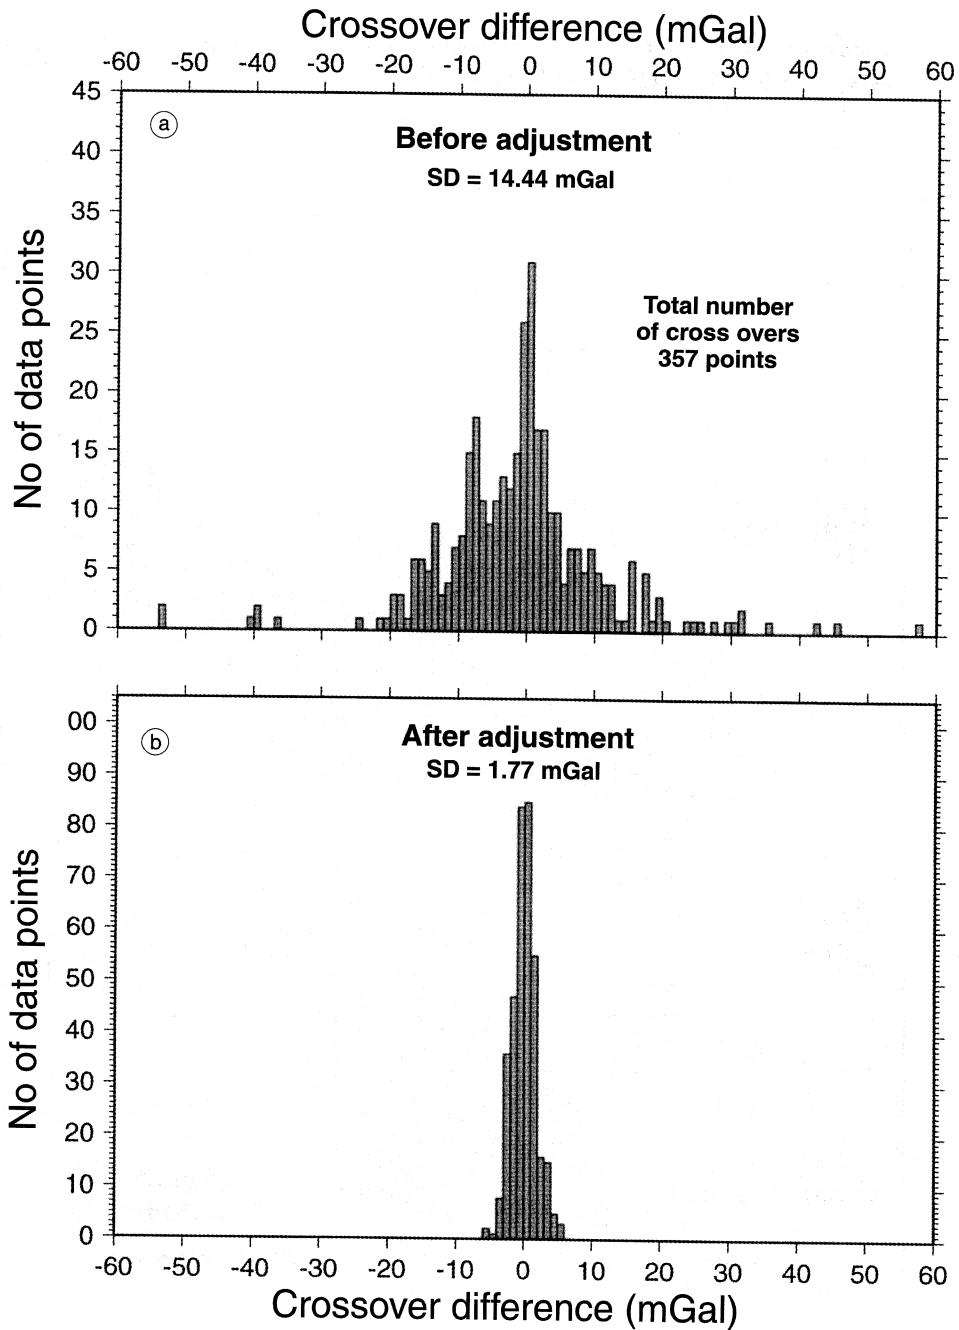 Crossover difference (mGal)
-60 -50 -40 -30 -20 -10 0 10 20 30 40 50 60
45
a
Before adjustment
40
SD = 14.44 mGal
35
30
Total number
of cross overs
357 points
25
20
15
10
5
0
No of data points
00
b
After adjustment
SD = 1.77 mGal
90
80
70
60
50
40
30
20
10
0
No of data points
-60 -50 -40 -30 -20 -10 0 10 20 30 40 50 60
Crossover difference (mGal)